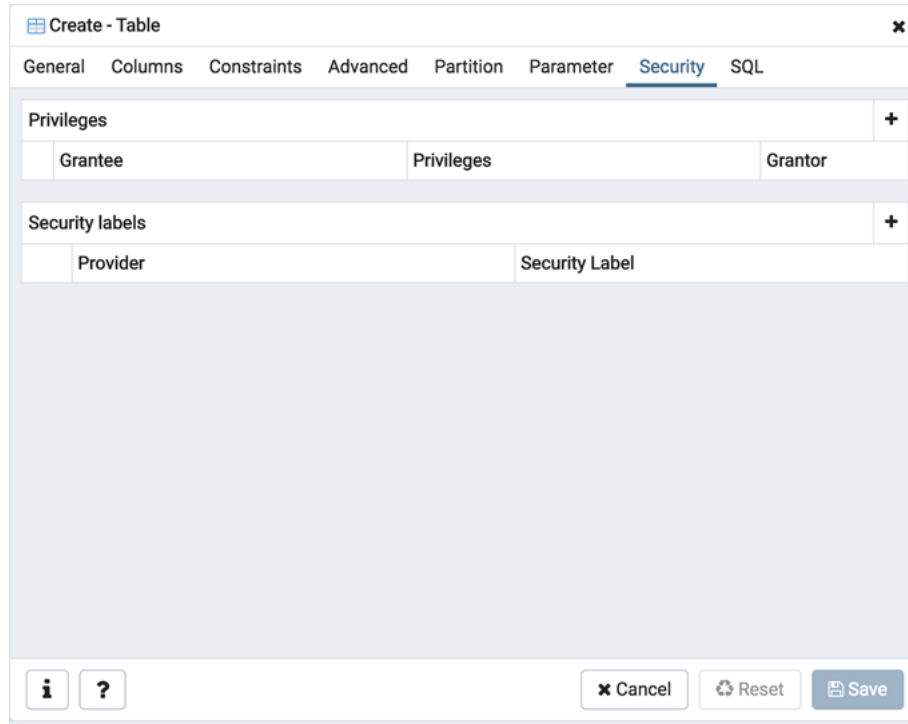 Create - Table
General Columns Constraints Advanced Partition Parameter Security SQL
Privileges
Grantee Privileges Grantor
Security labels
Provider Security Label
i ? Cancel Reset Save